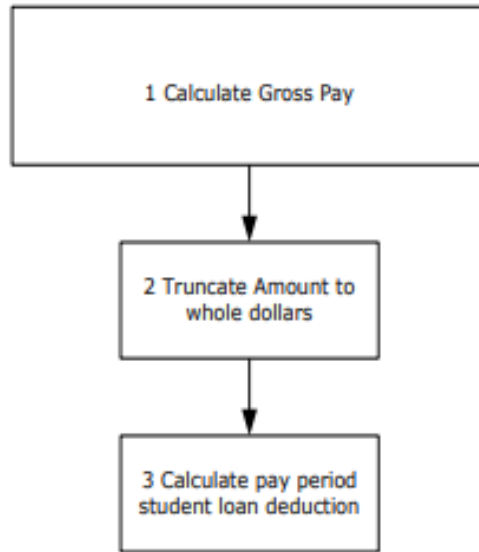 1 Calculate Gross Pay
2 Truncate Amount to
whole dollars
3 Calculate pay period
student loan deduction